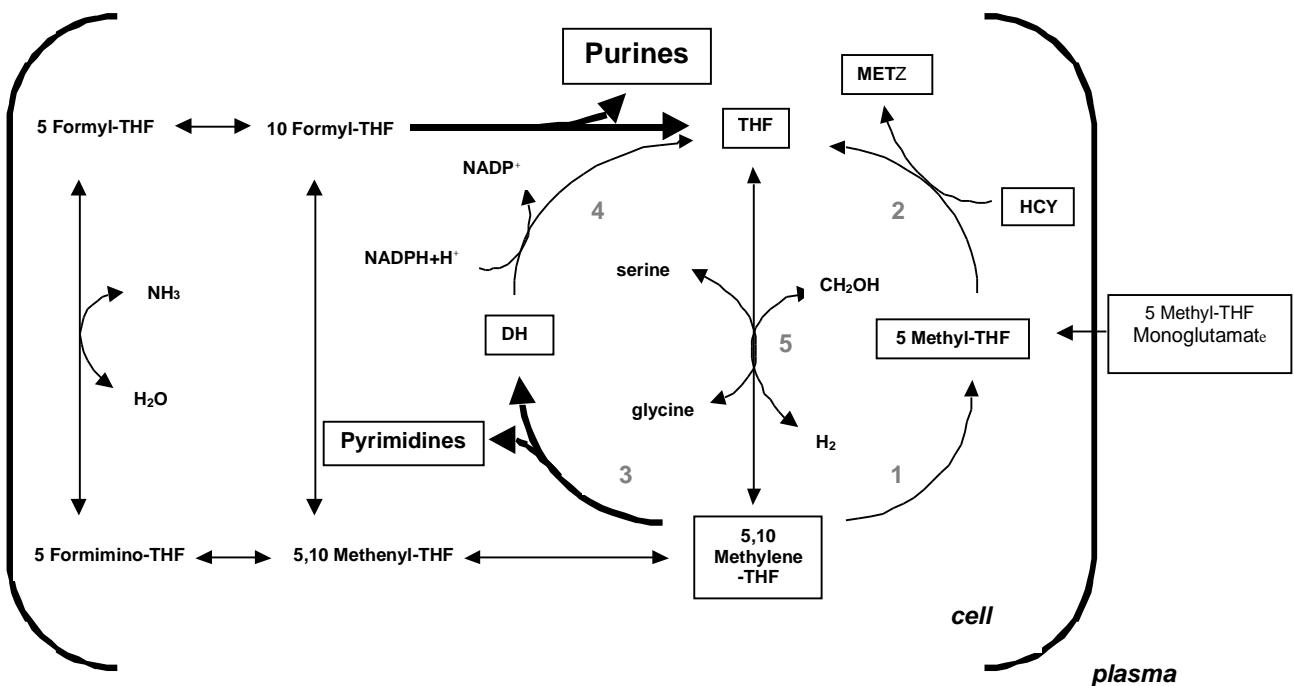 Purines
METZ
5 Formyl-THF
10 Formyl-THF
THF
NADP+
4
2
HCY
NADPH+H+
serine
CH2OH
NH3
5 Methyl-THF
Monoglutamate
DH
5
5 Methyl-THF
H2O
glycine
H2
Pyrimidines
3
1
5 Formimino-THF
5,10 Methenyl-THF
5,10
Methylene
-THF
cell
plasma